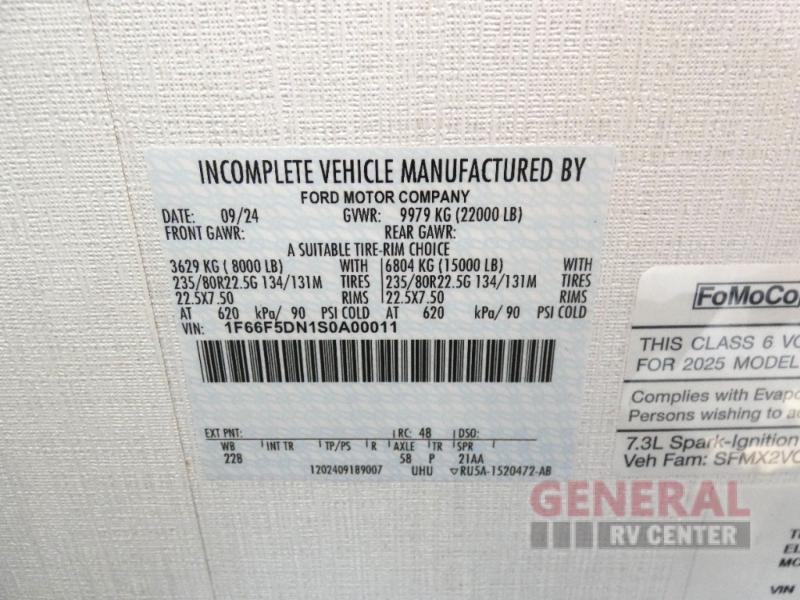 INCOMPLETE VEHICLE MANUFACTURED BY
FORD MOTOR COMPANY
DATE: 09/24 GVWR: 9979 KG (22000 LB)
FRONT GAWR: REAR GAWR:
A SUITABLE TIRE-RIM CHOICE
3629 KG ( 8000 LB) WITH 6804 KG (15000 LB) WITH
235/80R22.5G 134/131M TIRES 235/80R22.5G 134/131M TIRES
22.5X7.50 RIMS 22.5X7.50 RIMS
AT 620 kPa/ 90 PSI COLD AT 620 kPa/ 90 PSI COLD
VIN: 1F66F5DN1S0A00011
EXT PNT: RC: 48 DSO:
WB INT TR TP/PS R AXLE TR SPR
22B 58 P 21AA
1202409189007 UHU ▽RU5A-1520472-AB
FoMoCo
THIS CLASS 6
FOR 2025 MODEL
Complies with
Persons wishing to
7.3L Spark-Ignition
Veh Fam:
VIN
GENERAL
RV CENTER